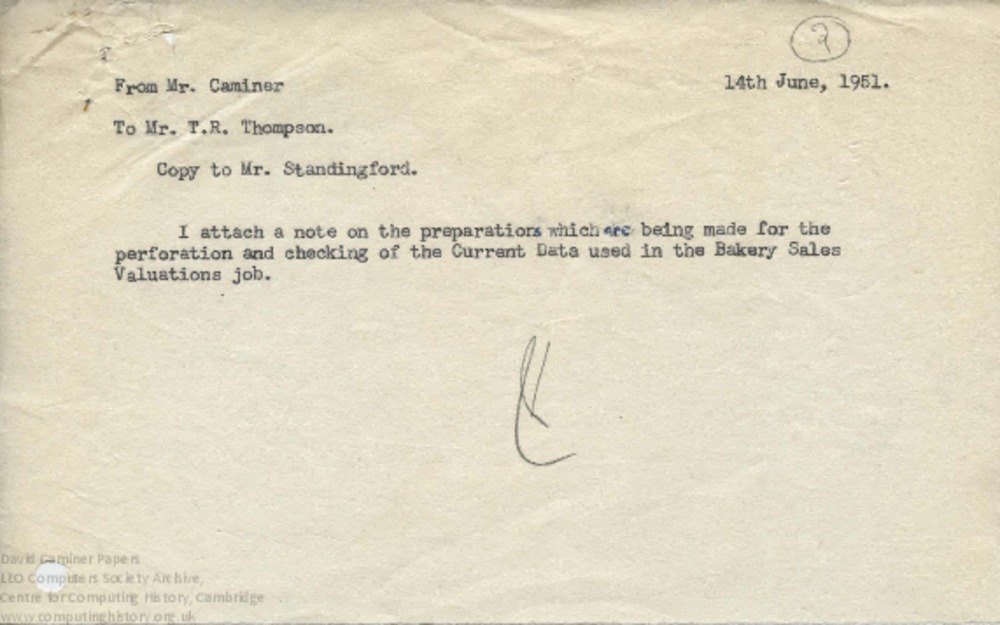 2
From Mr. Caminer
14th June, 1951.
To Mr. T.R. Thompson.
Copy to Mr. Standingford.
I attach a note on the preparations which are being made for the
perforation and checking of the Current Data used in the Bakery Sales
Valuations job.
David Caminer Papers
LEO Computers Society Archive,
Centre for Computing History, Cambridge
www.computinghistory.org.uk